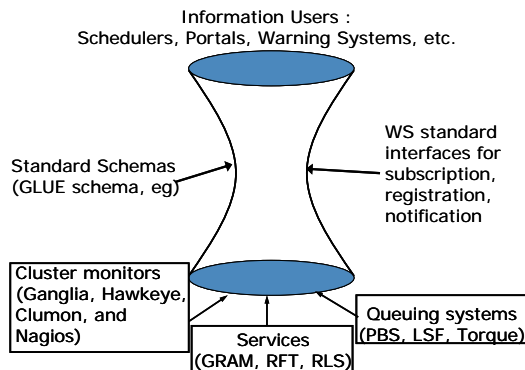 Information Users :
Schedulers, Portals, Warning Systems, etc.
Standard Schemas
(GLUE schema, eg)
WS standard
interfaces for
subscription,
registration,
notification
Cluster monitors
(Ganglia, Hawkeye,
Clumon, and
Nagios)
Services
(GRAM, RFT, RLS)
Queuing systems
(PBS, LSF, Torque)